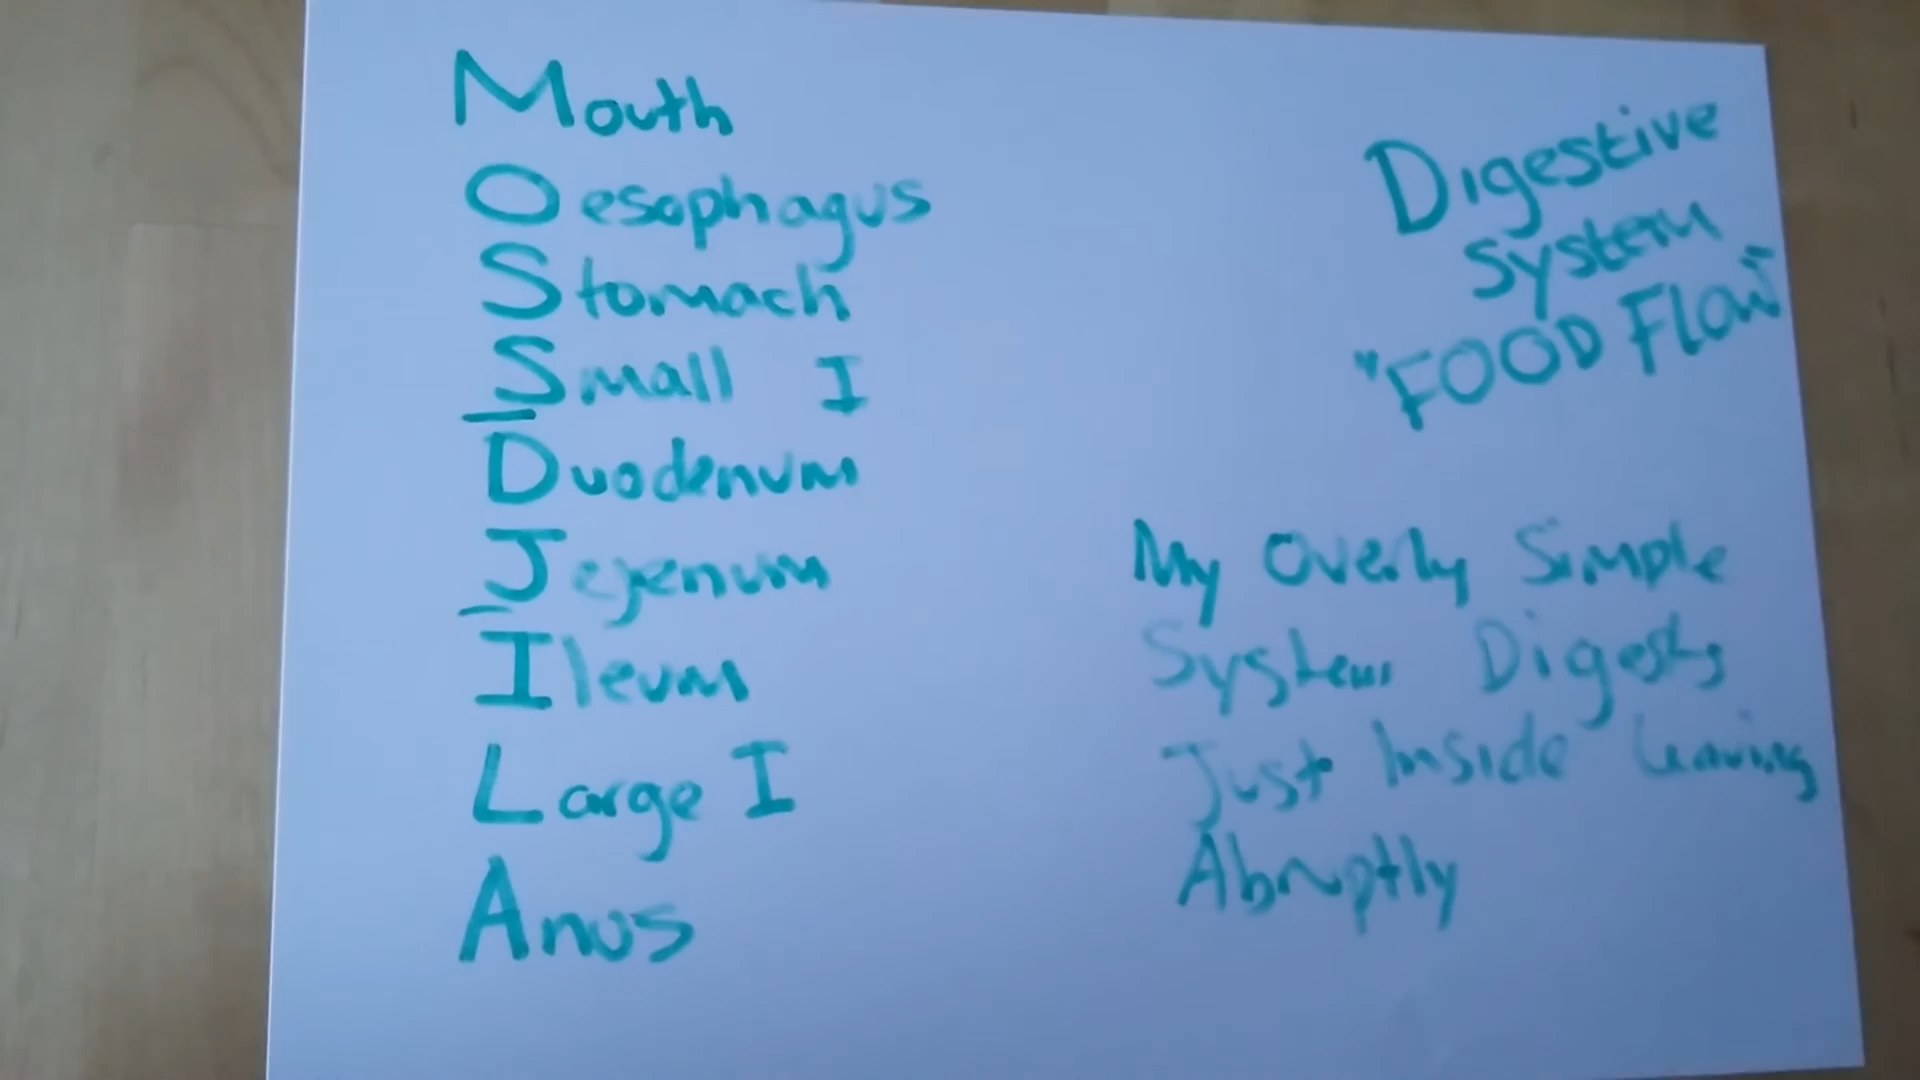 Mouth
Oesophagus
Stomach
Small I
Duodenum
Jejenum
Ileum
Large I
Anus
Digestive
System
"FOOD FLOW"
My Overly Simple
System Digests
Just Inside Leaving
Abruptly